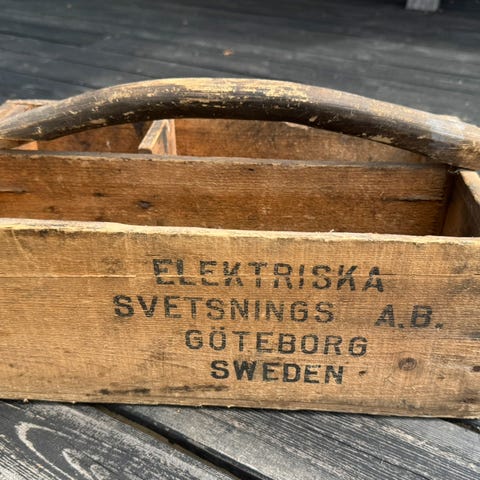 ELEKTRISKA
SVETSNINGS A.B.
GÖTEBORG
SWEDEN